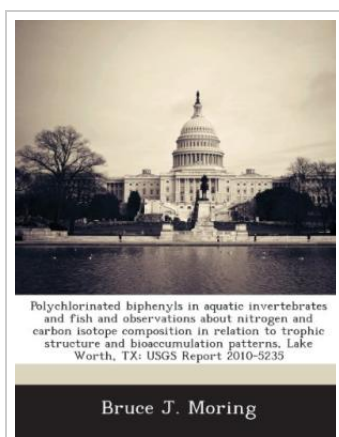 Polychlorinated biphenyls in aquatic invertebrates
and fish and observations about nitrogen and
carbon isotope composition in relation to trophic
structure and bioaccumulation patterns, Lake
Worth, TX: USGS Report 2010-5235
Bruce J. Moring